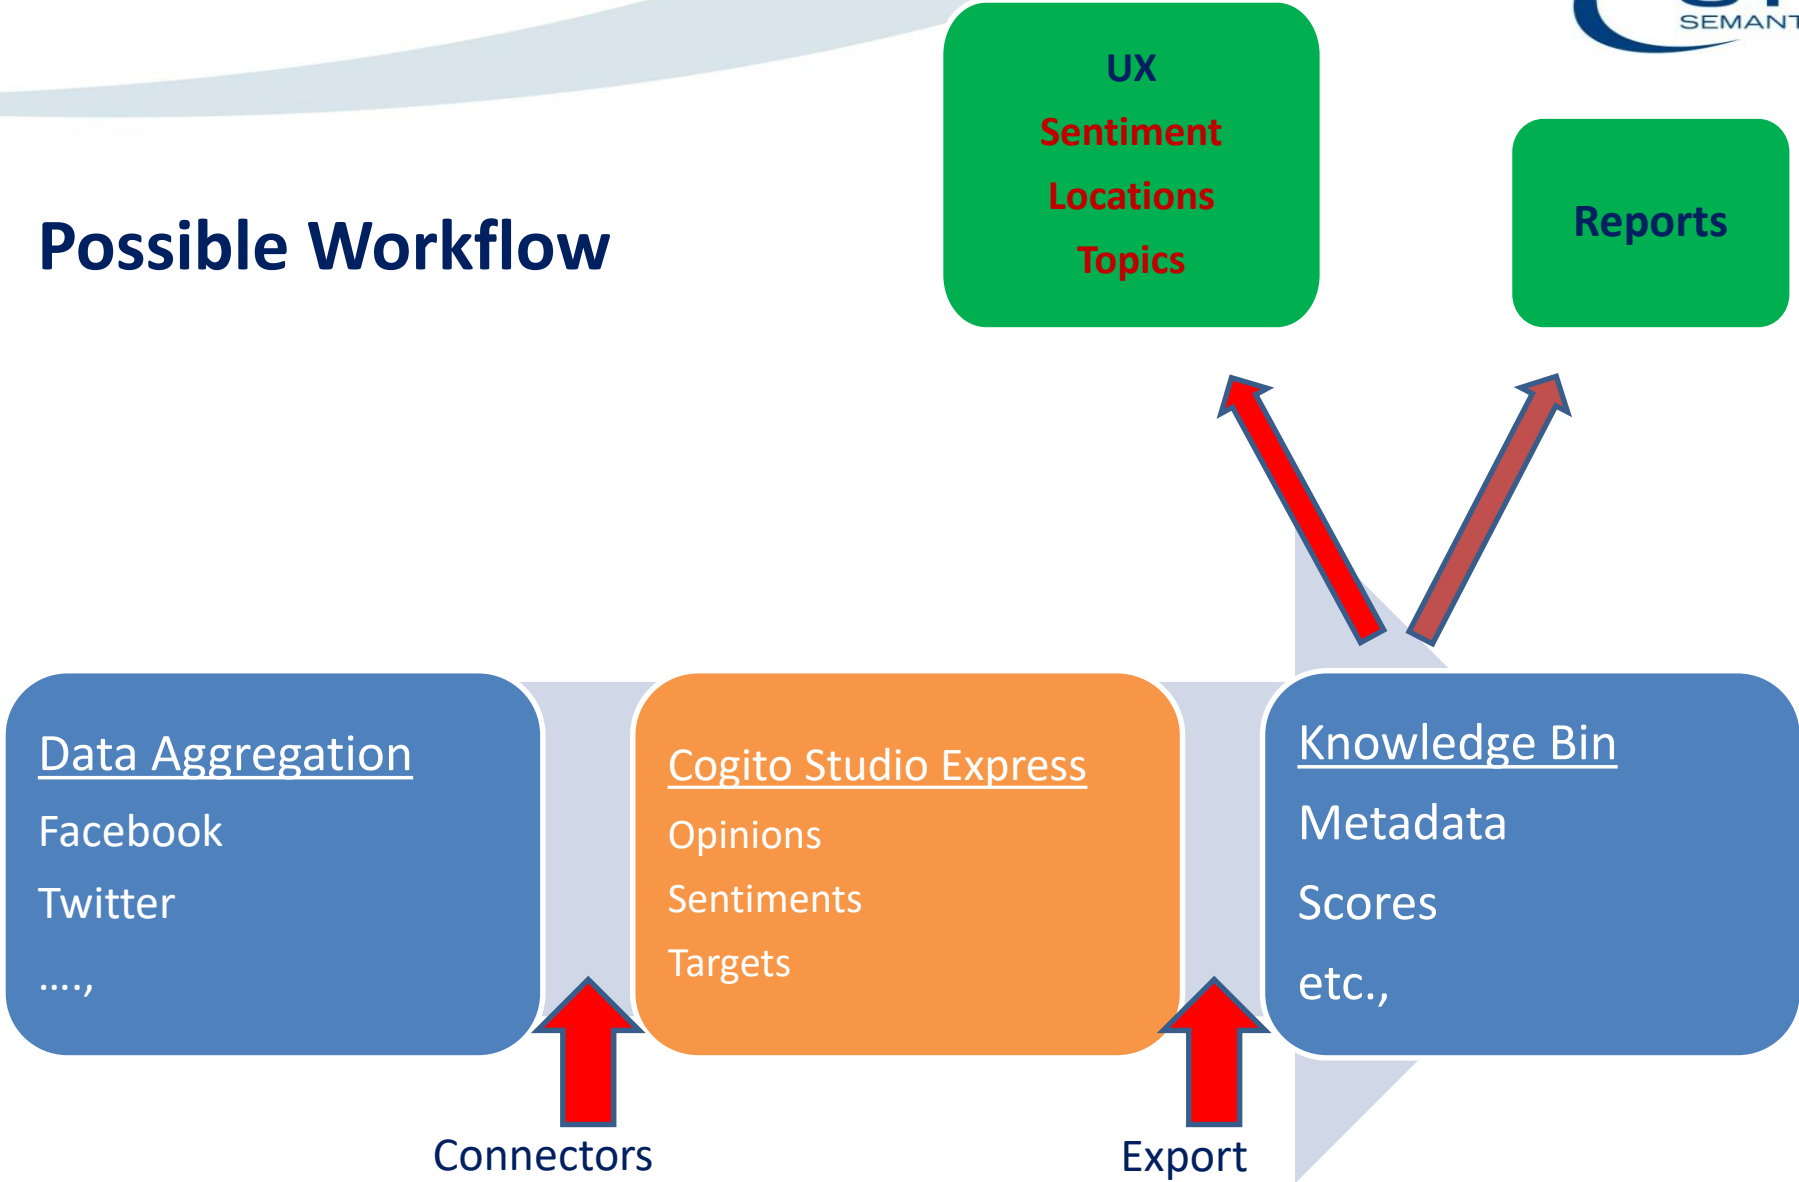 SEMANT
UX
Sentiment
Locations
Topics
Reports
Possible Workflow
Data Aggregation
Facebook
Twitter
....,
Cogito Studio Express
Opinions
Sentiments
Targets
Knowledge Bin
Metadata
Scores
etc.,
Connectors
Export